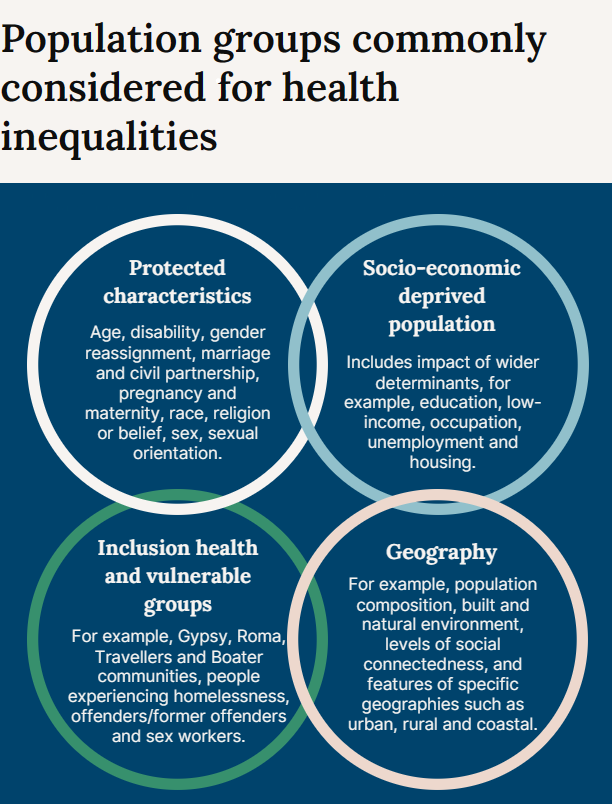 Population groups commonly
considered for health
inequalities
Protected
characteristics
Age, disability, gender
reassignment, marriage
and civil partnership,
pregnancy and
maternity, race, religion
or belief, sex, sexual
orientation.
Socio-economic
deprived
population
Includes impact of wider
determinants, for
example, education, low-
income, occupation,
unemployment and
housing.
Inclusion health
and vulnerable
groups
For example, Gypsy, Roma,
Travellers and Boater
communities, people
experiencing homelessness,
offenders/former offenders
and sex workers.
Geography
For example, population
composition, built and
natural environment,
levels of social
connectedness, and
features of specific
geographies such as
urban, rural and coastal.